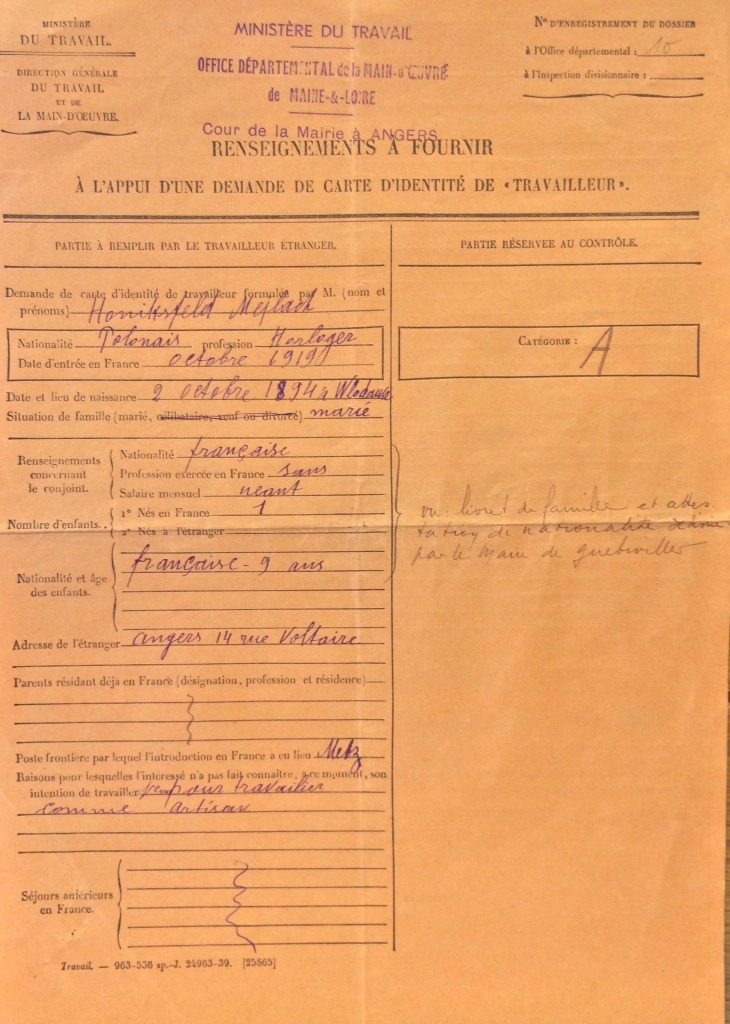 MINISTÈRE
DU TRAVAIL.
DIRECTION GÉNÉRALE
DU TRAVAIL
ET DE
LA MAIN-D'ŒUVRE.
MINISTÈRE DU TRAVAIL
OFFICE DÉPARTEMENTAL de la MAIN-d'ŒUVRE
de MAINE-&-LOIRE
Cour de la Mairie à ANGERS
N° D'ENREGISTREMENT DU DOSSIER
à l'Office départemental : 10
à l'Inspection divisionnaire :
RENSEIGNEMENTS À FOURNIR
À L'APPUI D'UNE DEMANDE DE CARTE D'IDENTITÉ DE "TRAVAILLEUR".
PARTIE À REMPLIR PAR LE TRAVAILLEUR ÉTRANGER.
Demande de carte d'identité de travailleur formulée par M. (nom et
prénoms) Honiksfeld Mejlach
Nationalité Polonais profession Horloger
Date d'entrée en France octobre 1919
Date et lieu de naissance 2 octobre 1894 à
Situation de famille (marié, célibataire, veuf ou divorcé) marié
Renseignements
concernant
le conjoint.
Nationalité française
Profession exercée en France sans
Salaire mensuel neant
Nombre d'enfants. .
1° Nés en France 1
2° Nés à l'étranger
Nationalité et âge
des enfants.
française - 9 ans
Adresse de l'étranger angers 14 rue Voltaire
Parents résidant déjà en France (désignation, profession et résidence)
Poste frontière par lequel l'introduction en France a eu lieu Metz
Raisons pour lesquelles l'intéressé n'a pas fait connaître, à ce moment, son
intention de travailler pour travailler
comme artisan
Séjours antérieurs
en France.
Travail. — 963-536 sp.-J. 24963-39. [25865]
PARTIE RÉSERVÉE AU CONTRÔLE.
CATÉGORIE : A
vu livret de famille et attes
tation de nationalité
par le Maire de guebwiller